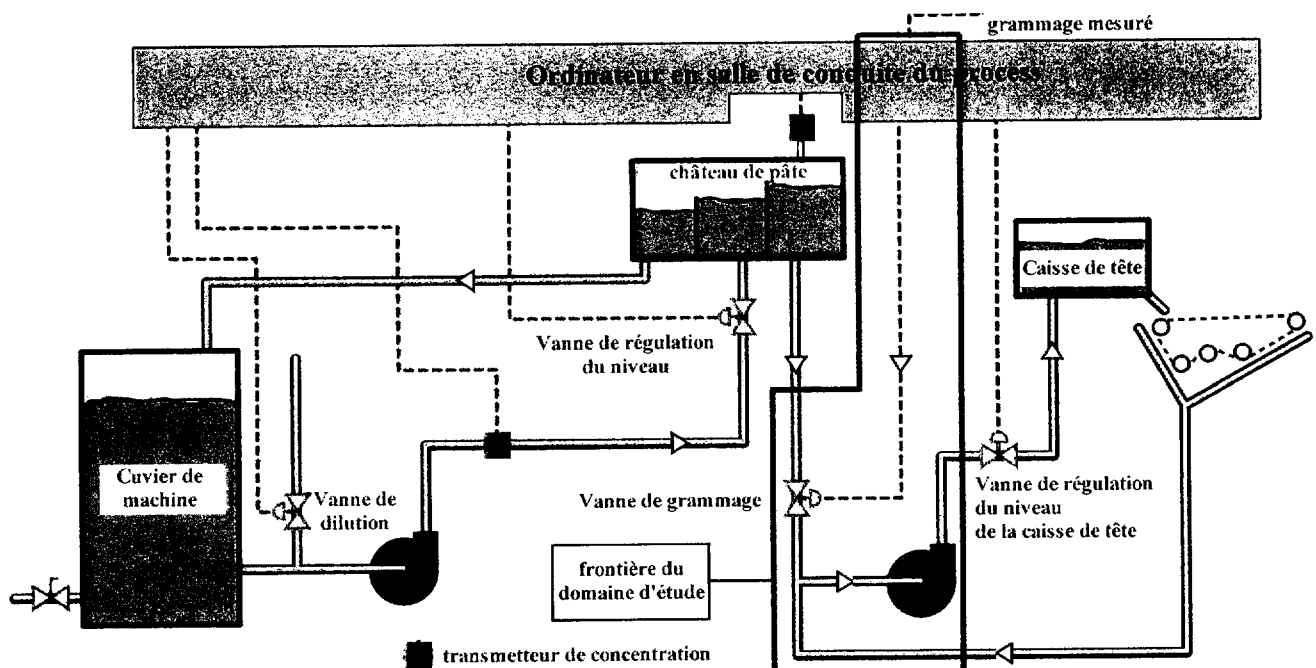 grammage mesuré
Ordinateur en salle de conduite du process
château de pâte
Caisse de tête
Vanne de régulation
du niveau
Cuvier de
machine
Vanne de
dilution
Vanne de grammage
Vanne de régulation
du niveau
de la caisse de tête
frontière du
domaine d'étude
transmetteur de concentration